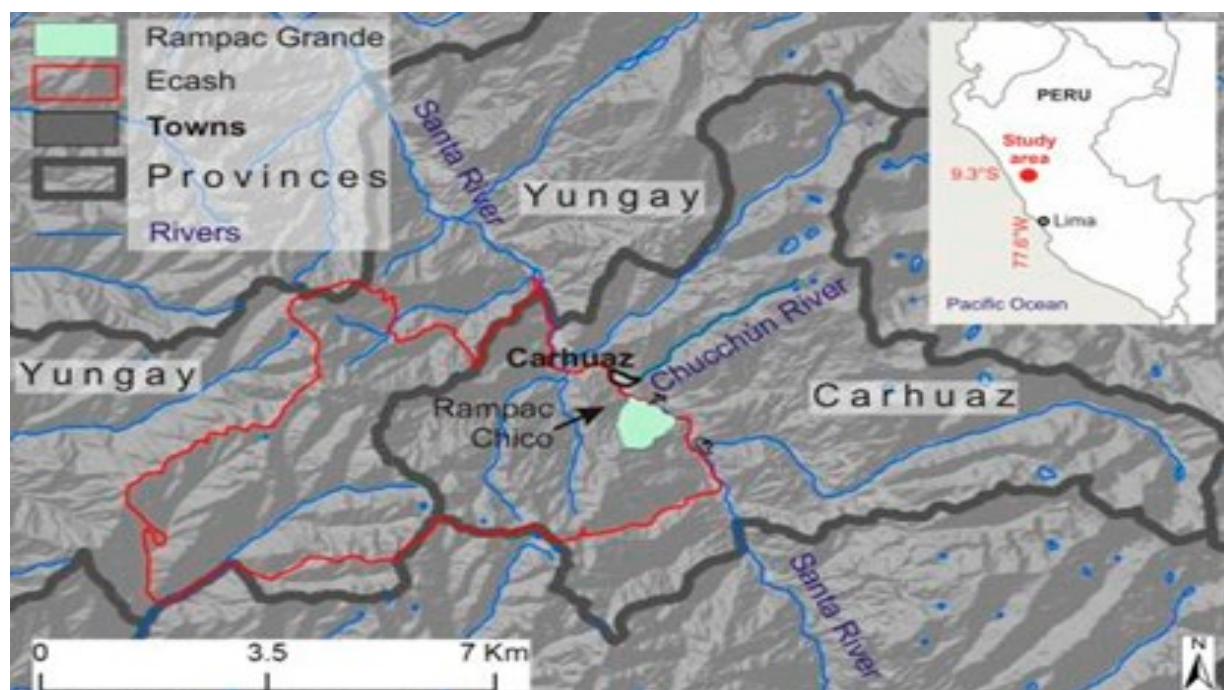 Rampac Grande
Ecash
Towns
Provinces
Rivers
Santa River
Yungay
PERU
Study
area
9.3°S
Lima
77.6°W
Pacific Ocean
Yungay
Carhuaz
Chucchún River
Rampac
Chico
Carhuaz
Santa River
0 3.5 7 Km
N